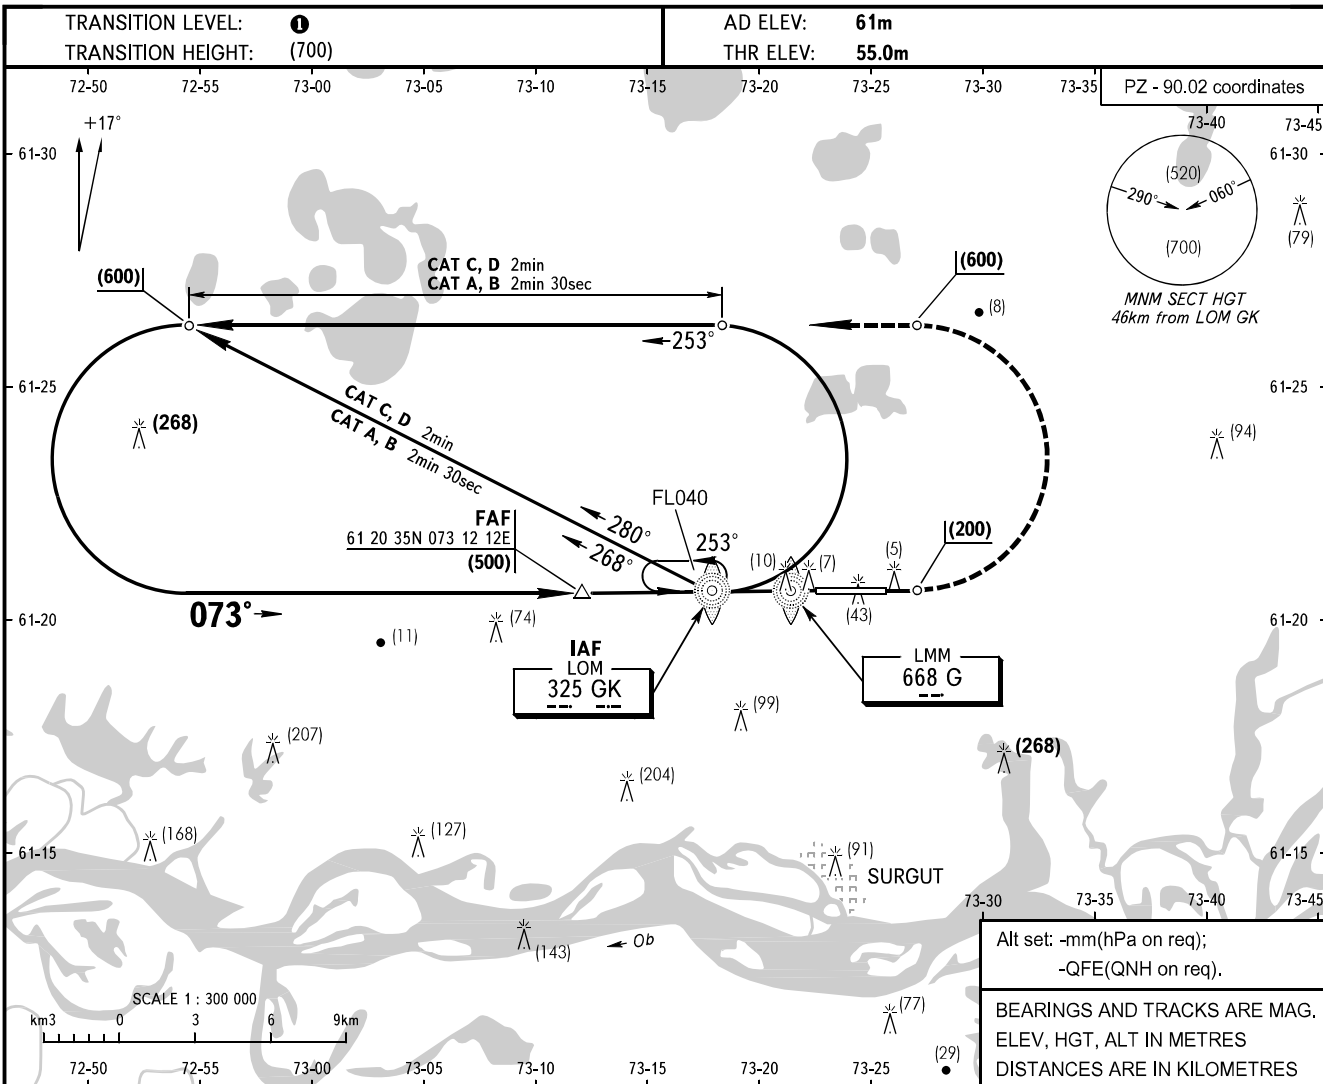 TRANSITION LEVEL: 1
TRANSITION HEIGHT: (700)
AD ELEV: 61m
THR ELEV: 55.0m
72-50 72-55 73-00 73-05 73-10 73-15 73-20 73-25 73-30 73-35
PZ - 90.02 coordinates
73-40 73-45
+17°
61-30 61-30
(520)
290° 060°
(700)
(79)
MNM SECT HGT
46km from LOM GK
(600)
CAT C, D 2min
CAT A, B 2min 30sec
(600)
(8)
253°
61-25 61-25
CAT C, D 2min
CAT A, B 2min 30sec
(268)
(94)
FL040
FAF
61 20 35N 073 12 12E
(500)
280°
268°
253°
(200)
(10) (7) (5)
(43)
073°
(74)
(11)
61-20 61-20
IAF
LOM
325 GK
LMM
668 G
(99)
(207)
(268)
(204)
(168)
(127)
61-15 61-15
(91)
SURGUT
73-30 73-35 73-40 73-45
(143)
Ob
Alt set: -mm(hPa on req);
-QFE(QNH on req).
SCALE 1 : 300 000
km3 0 3 6 9km
(77)
(29)
BEARINGS AND TRACKS ARE MAG.
ELEV, HGT, ALT IN METRES
DISTANCES ARE IN KILOMETRES
72-50 72-55 73-00 73-05 73-10 73-15 73-20 73-25